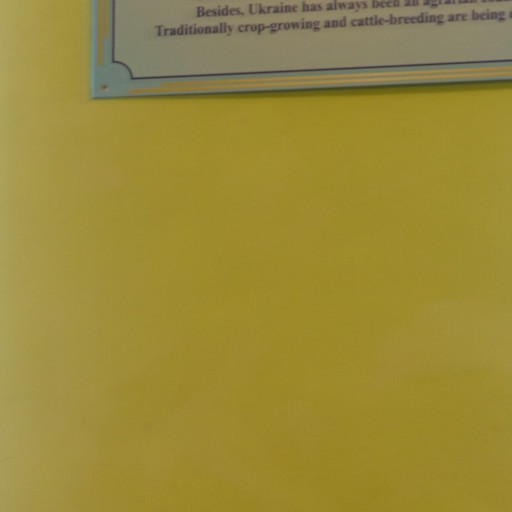 Besides, Ukraine has always been an agrarian
Traditionally crop-growing and cattle-breeding are being